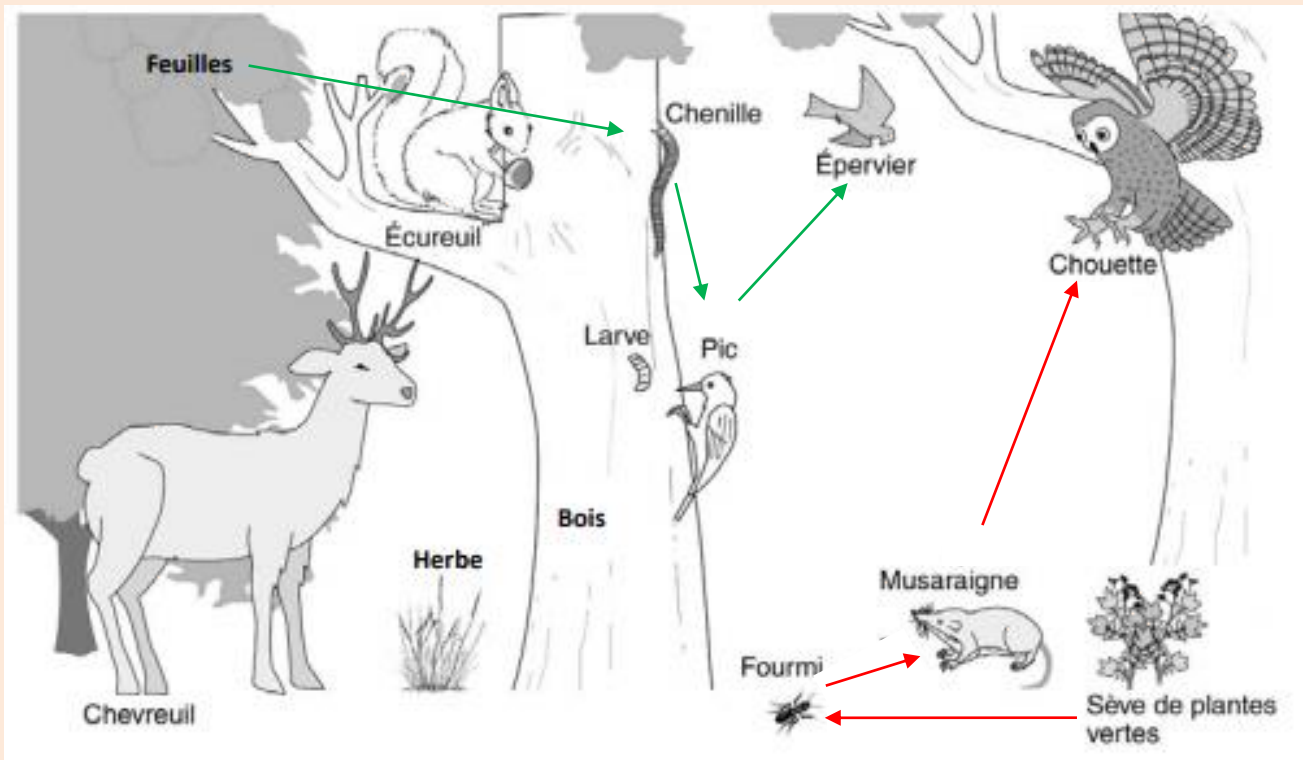 Feuilles
Chenille
Épervier
Écureuil
Chouette
Larve
Pic
Bois
Herbe
Musaraigne
Fourmi
Chevreuil
Sève de plantes
vertes